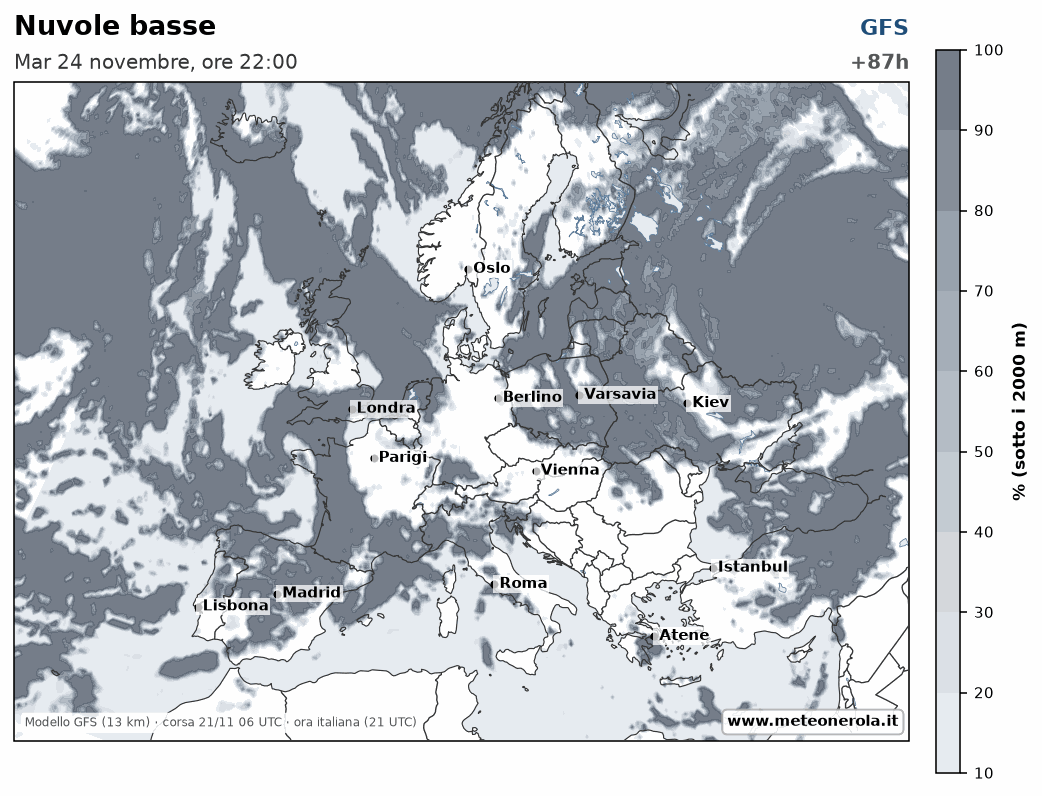 Nuvole basse
GFS
Mar 24 novembre, ore 22:00
+87h
100
90
80
70
60
50
40
30
20
10
% (sotto i 2000 m)
Oslo
Berlino
Varsavia
Kiev
Londra
Parigi
Vienna
Istanbul
Roma
Madrid
Lisbona
Atene
Modello GFS (13 km) · corsa 21/11 06 UTC · ora italiana (21 UTC)
www.meteonerola.it